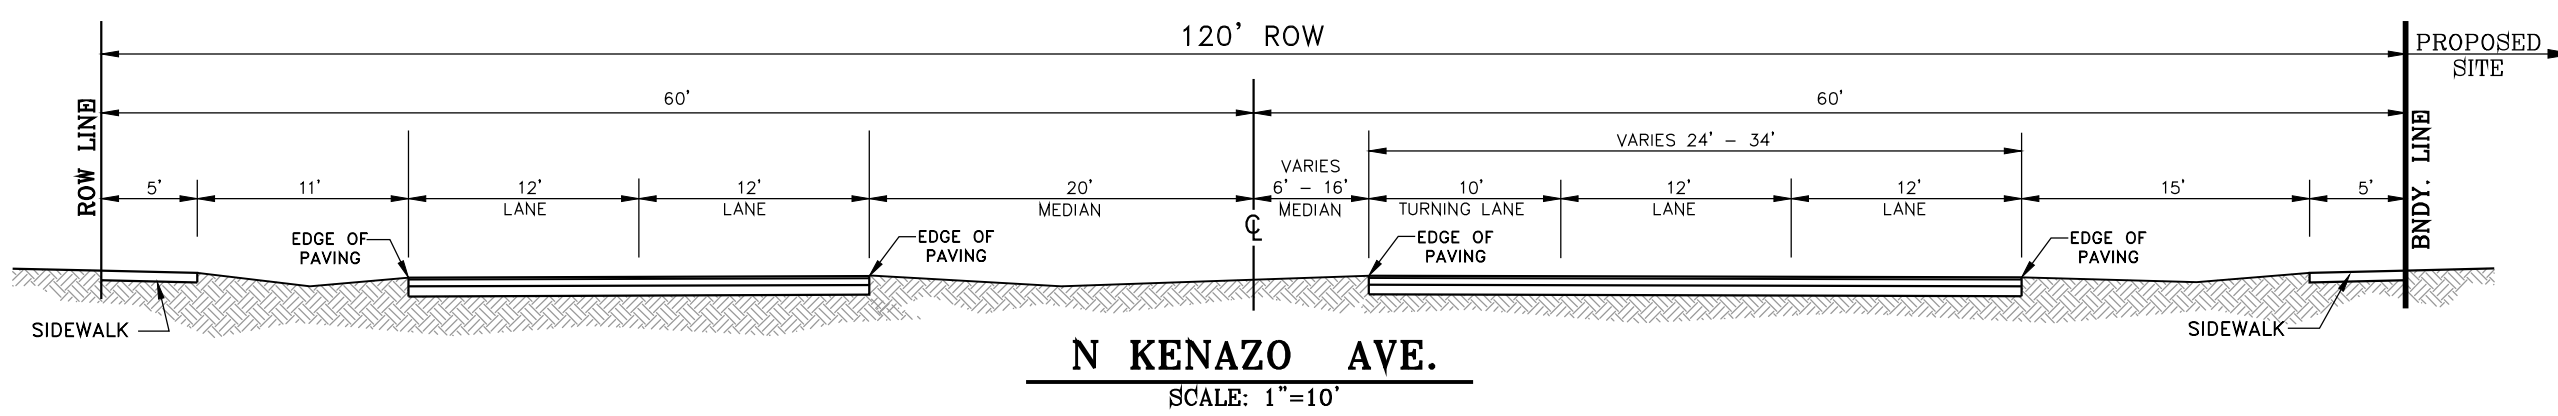 120' ROW
PROPOSED
SITE
60'
60'
ROW LINE
BNDY. LINE
VARIES 24' - 34'
VARIES
5'
11'
12'
12'
20'
6' - 16'
10'
12'
12'
15'
5'
LANE
LANE
MEDIAN
MEDIAN
TURNING LANE
LANE
LANE
℄
EDGE OF
PAVING
EDGE OF
PAVING
EDGE OF
PAVING
EDGE OF
PAVING
SIDEWALK
SIDEWALK
N KENAZO AVE.
SCALE: 1"=10'